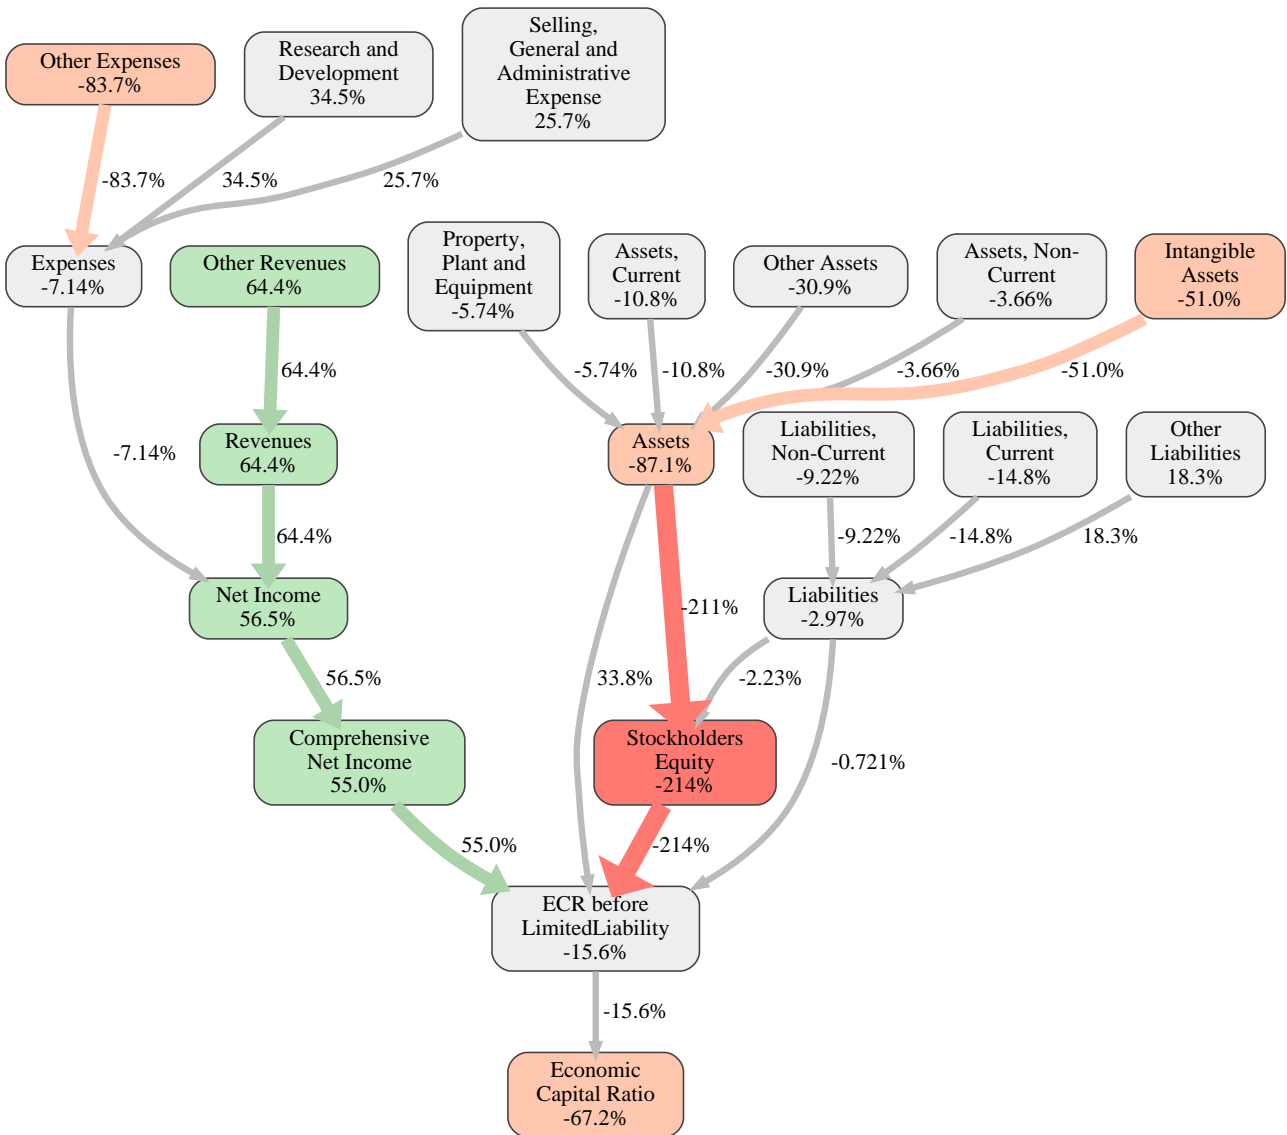 Other Expenses
-83.7%
Research and
Development
34.5%
Selling,
General and
Administrative
Expense
25.7%
-83.7%
34.5%
25.7%
Expenses
-7.14%
Other Revenues
64.4%
Property,
Plant and
Equipment
-5.74%
Assets,
Current
-10.8%
Other Assets
-30.9%
Assets, Non-
Current
-3.66%
Intangible
Assets
-51.0%
64.4%
-5.74%
-10.8%
-30.9%
-3.66%
-51.0%
Revenues
64.4%
Assets
-87.1%
Liabilities,
Non-Current
-9.22%
Liabilities,
Current
-14.8%
Other
Liabilities
18.3%
-7.14%
64.4%
-9.22%
-14.8%
18.3%
Net Income
56.5%
-211%
Liabilities
-2.97%
56.5%
33.8%
-2.23%
Comprehensive
Net Income
55.0%
Stockholders
Equity
-214%
-0.721%
55.0%
-214%
ECR before
LimitedLiability
-15.6%
-15.6%
Economic
Capital Ratio
-67.2%